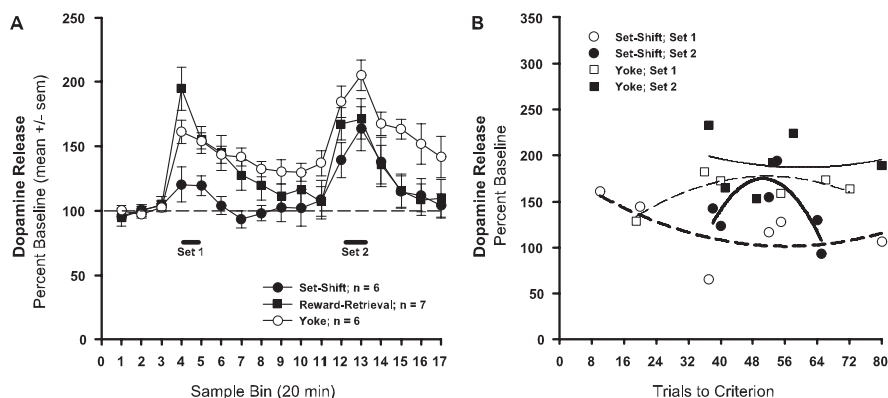 A
Dopamine Release
Percent Baseline (mean +/- sem)
250
200
150
100
50
0
Set 1
Set 2
Set-Shift; n = 6
Reward-Retrieval; n = 7
Yoke; n = 6
0 1 2 3 4 5 6 7 8 9 10 11 12 13 14 15 16 17
Sample Bin (20 min)
B
Dopamine Release
Percent Baseline
350
300
250
200
150
100
50
0
Set-Shift; Set 1
Set-Shift; Set 2
Yoke; Set 1
Yoke; Set 2
0 8 16 24 32 40 48 56 64 72 80
Trials to Criterion